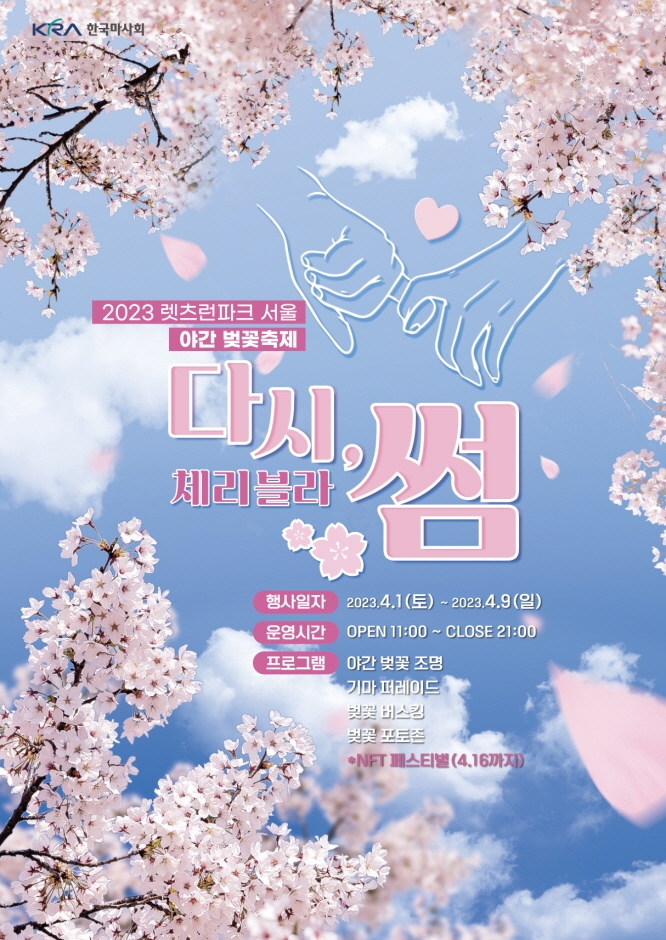 KRA 한국마사회
2023 렛츠런파크 서울
야간 벚꽃축제
다시,
체리블라
썸
행사일자 2023.4.1(토) ~ 2023.4.9(일)
운영시간 OPEN 11:00 ~ CLOSE 21:00
프로그램 야간 벚꽃 조명
기마 퍼레이드
벚꽃 버스킹
벚꽃 포토존
*NFT 페스티벌(4.16까지)